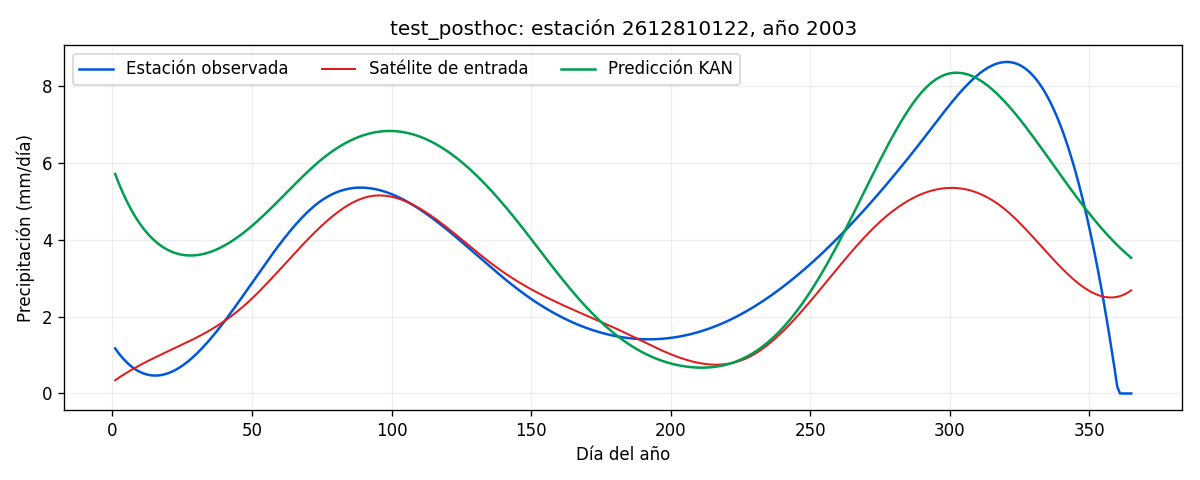 test_posthoc: estación 2612810122, año 2003
Estación observada
Satélite de entrada
Predicción KAN
Precipitación (mm/día)
8
6
4
2
0
0
50
100
150
200
250
300
350
Día del año